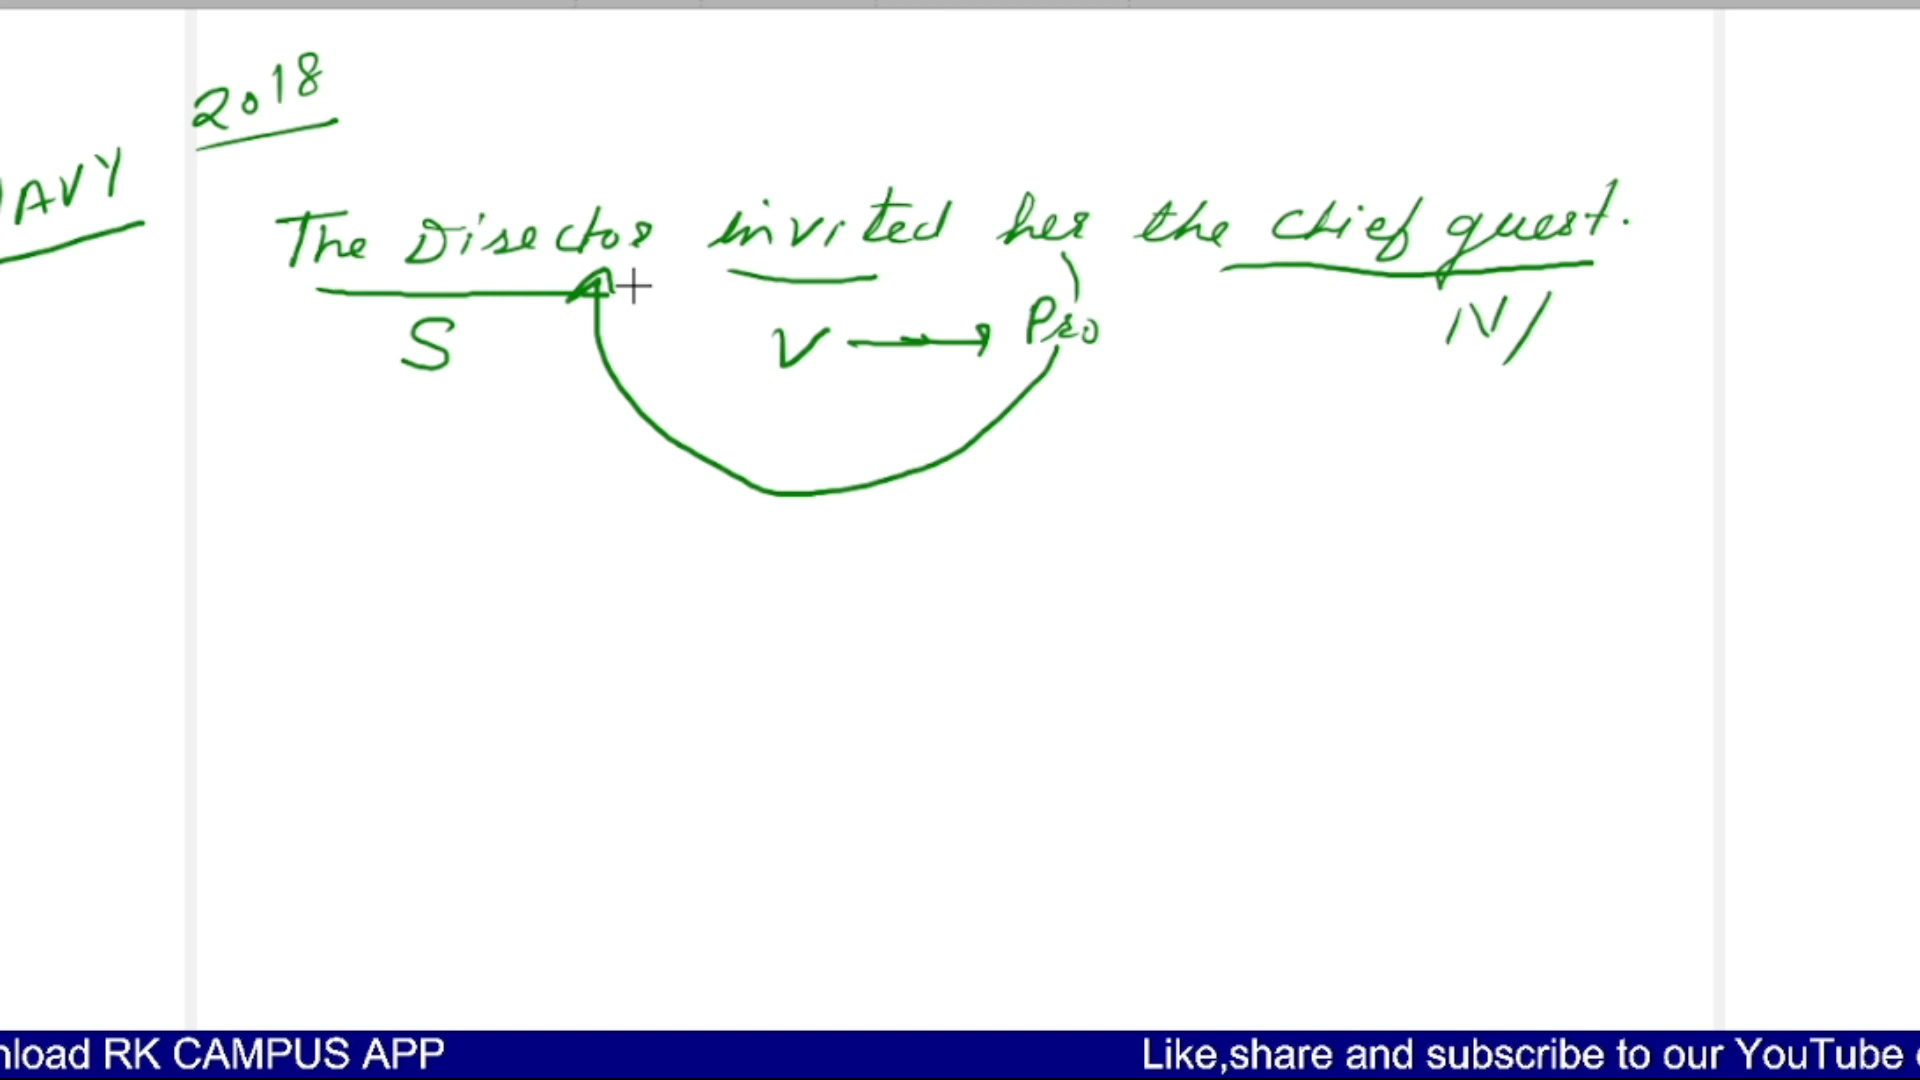 2018
AVY
The Director invited her the chief guest.
S V Pro N
nload RK CAMPUS APP Like,share and subscribe to our YouTube